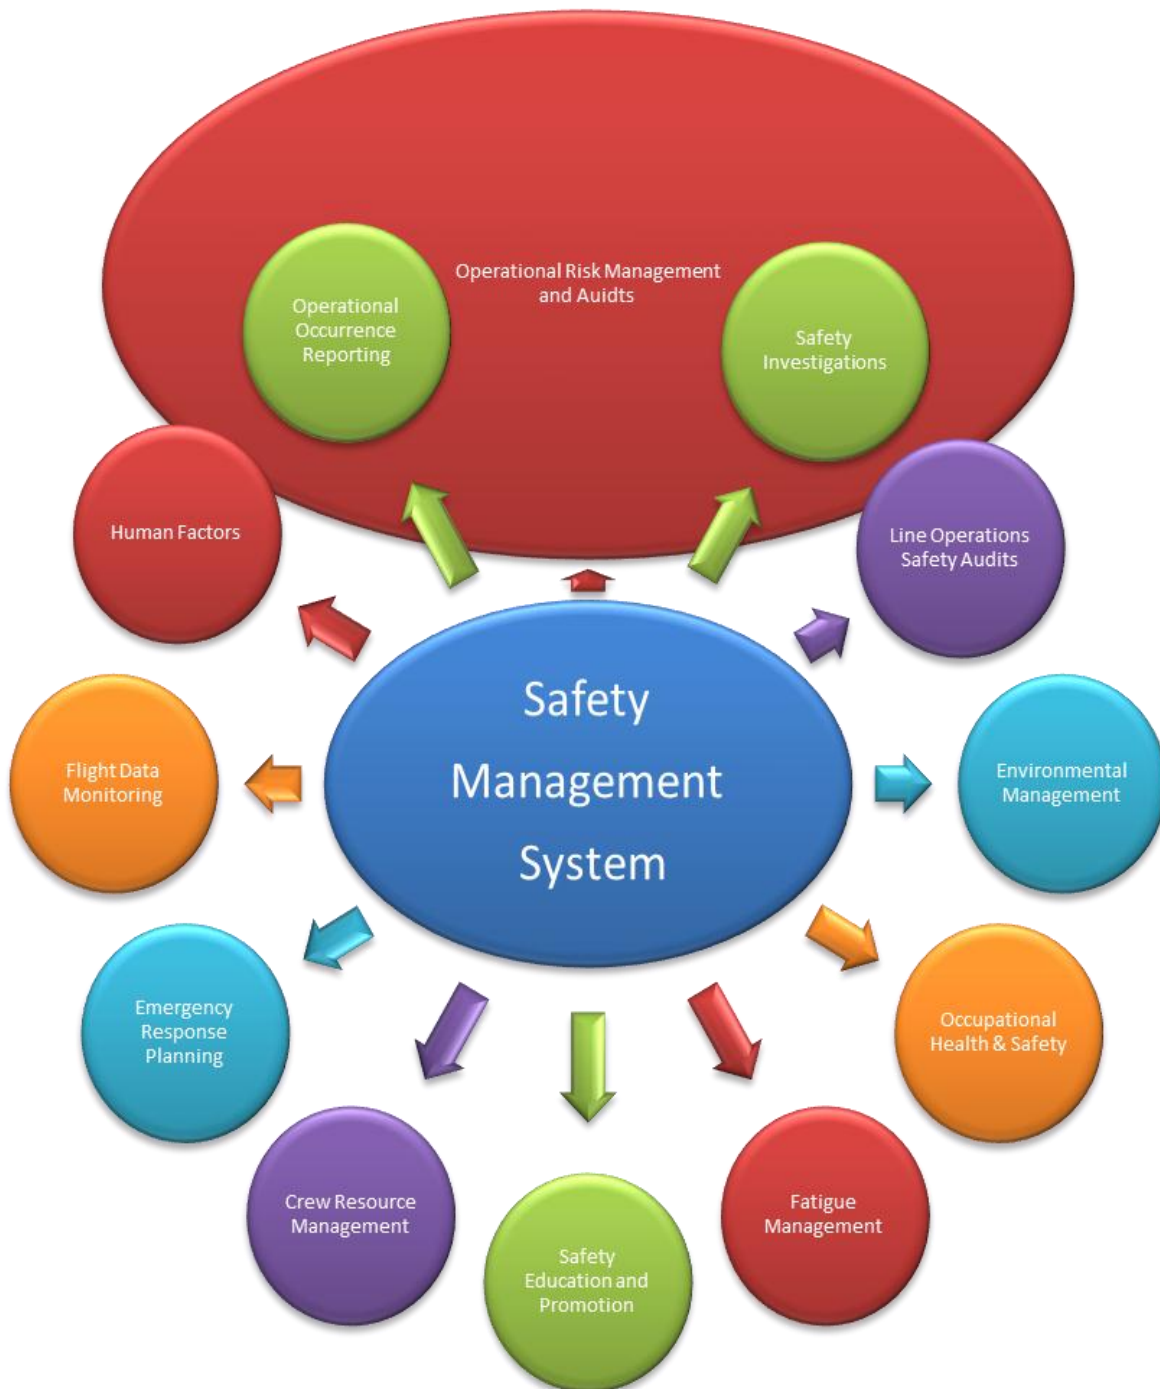 Operational Risk Management
and Auidts
Operational
Occurrence
Reporting
Safety
Investigations
Human Factors
Line Operations
Safety Audits
Safety
Management
System
Flight Data
Monitoring
Environmental
Management
Emergency
Response
Planning
Occupational
Health & Safety
Crew Resource
Management
Fatigue
Management
Safety
Education and
Promotion